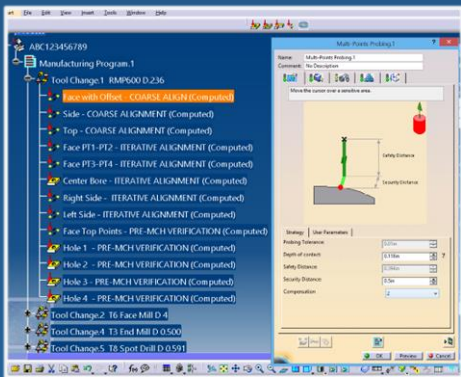 File Edit View Insert Tools Window Help
ABC123456789
Manufacturing Program.1
Tool Change.1 RMP600 D.236
Face with Offset - COARSE ALIGN (Computed)
Side - COARSE ALIGNMENT (Computed)
Top - COARSE ALIGNMENT (Computed)
Face PT1-PT2 - ITERATIVE ALIGNMENT (Computed)
Face PT3-PT4 - ITERATIVE ALIGNMENT (Computed)
Center Bore - ITERATIVE ALIGNMENT (Computed)
Right Side - ITERATIVE ALIGNMENT (Computed)
Left Side - ITERATIVE ALIGNMENT (Computed)
Face Top Points - PRE-MCH VERIFICATION (Computed)
Hole 1 - PRE-MCH VERIFICATION (Computed)
Hole 2 - PRE-MCH VERIFICATION (Computed)
Hole 3 - PRE-MCH VERIFICATION (Computed)
Hole 4 - PRE-MCH VERIFICATION (Computed)
Tool Change.2 T6 Face Mill D 4
Tool Change.4 T3 End Mill D 0.500
Tool Change.5 T8 Spot Drill D 0.591
Multi-Points Probing.1
Name: Multi-Points Probing.1
Comment: No Description
Move the cursor over a sensitive area.
Safety Distance
Security Distance
Strategy User Parameters
Probing Tolerance:
Depth of contact: 0.118in ?
Safety Distance:
Security Distance: 0.5in
Compensation 2
OK Preview Cancel